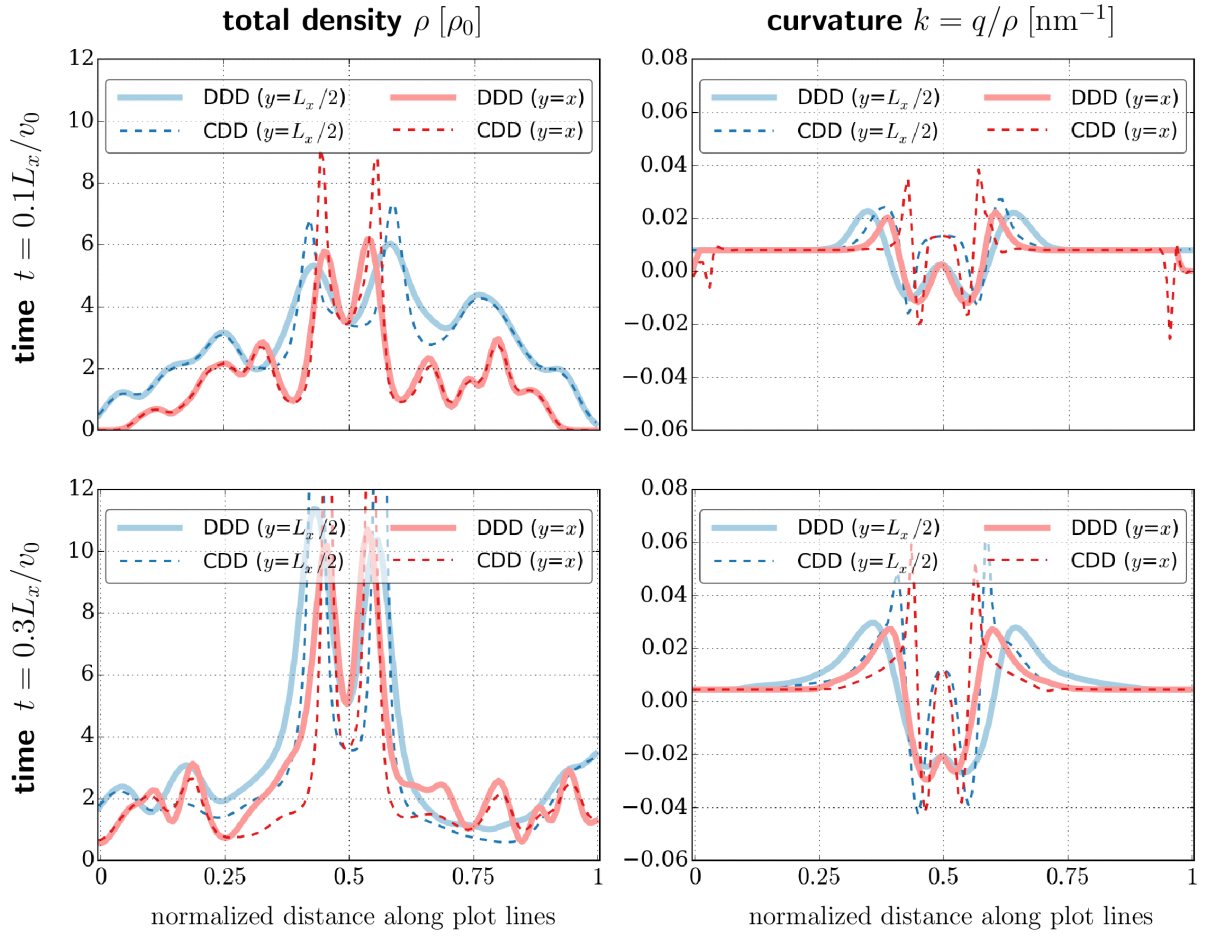 total density ρ [ρ₀]
curvature k = q/ρ [nm⁻¹]
time t = 0.1Lₓ/v₀
12
10
8
6
4
2
0
DDD (y=Lₓ/2)
DDD (y=x)
CDD (y=Lₓ/2)
CDD (y=x)
0.08
0.06
0.04
0.02
0.00
−0.02
−0.04
−0.06
DDD (y=Lₓ/2)
DDD (y=x)
CDD (y=Lₓ/2)
CDD (y=x)
time t = 0.3Lₓ/v₀
12
10
8
6
4
2
0
DDD (y=Lₓ/2)
DDD (y=x)
CDD (y=Lₓ/2)
CDD (y=x)
0 0.25 0.5 0.75 1
normalized distance along plot lines
0.08
0.06
0.04
0.02
0.00
−0.02
−0.04
−0.06
DDD (y=Lₓ/2)
DDD (y=x)
CDD (y=Lₓ/2)
CDD (y=x)
0 0.25 0.5 0.75 1
normalized distance along plot lines